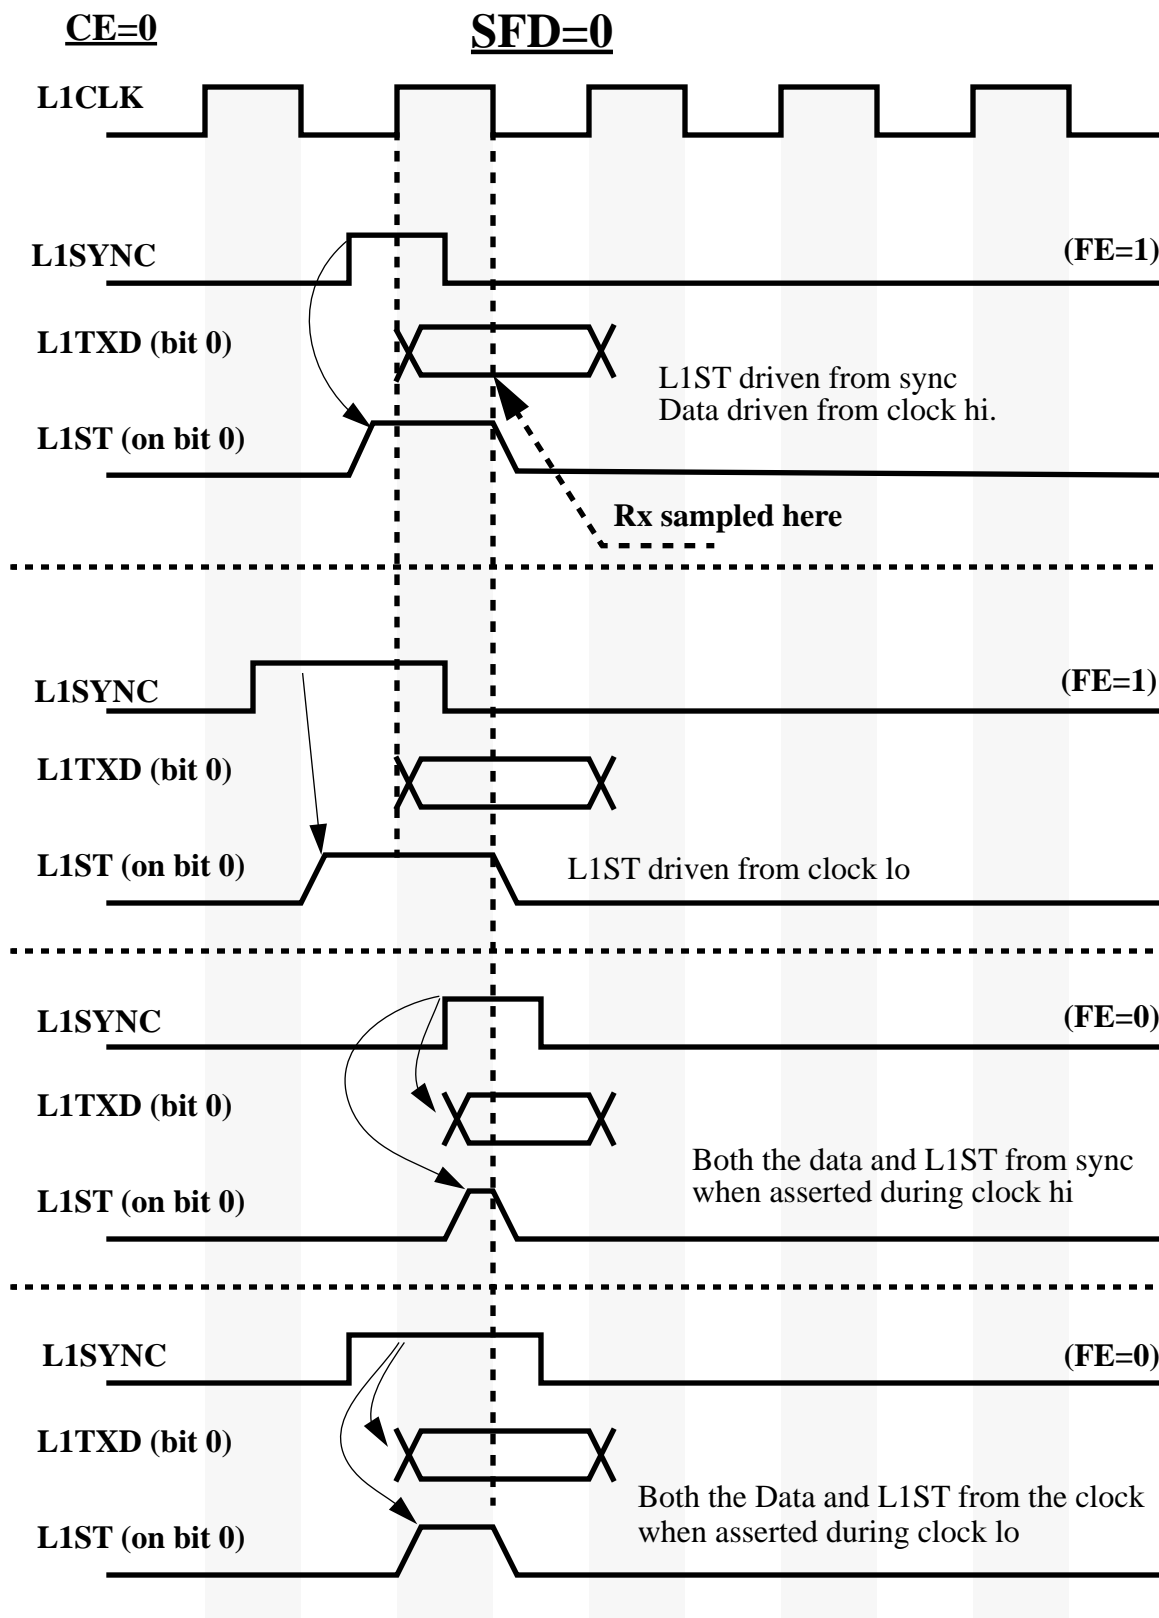 CE=0
SFD=0
L1CLK
L1SYNC
(FE=1)
L1TXD (bit 0)
L1ST driven from sync
Data driven from clock hi.
L1ST (on bit 0)
Rx sampled here
L1SYNC
(FE=1)
L1TXD (bit 0)
L1ST (on bit 0)
L1ST driven from clock lo
L1SYNC
(FE=0)
L1TXD (bit 0)
Both the data and L1ST from sync
when asserted during clock hi
L1ST (on bit 0)
L1SYNC
(FE=0)
L1TXD (bit 0)
Both the Data and L1ST from the clock
when asserted during clock lo
L1ST (on bit 0)